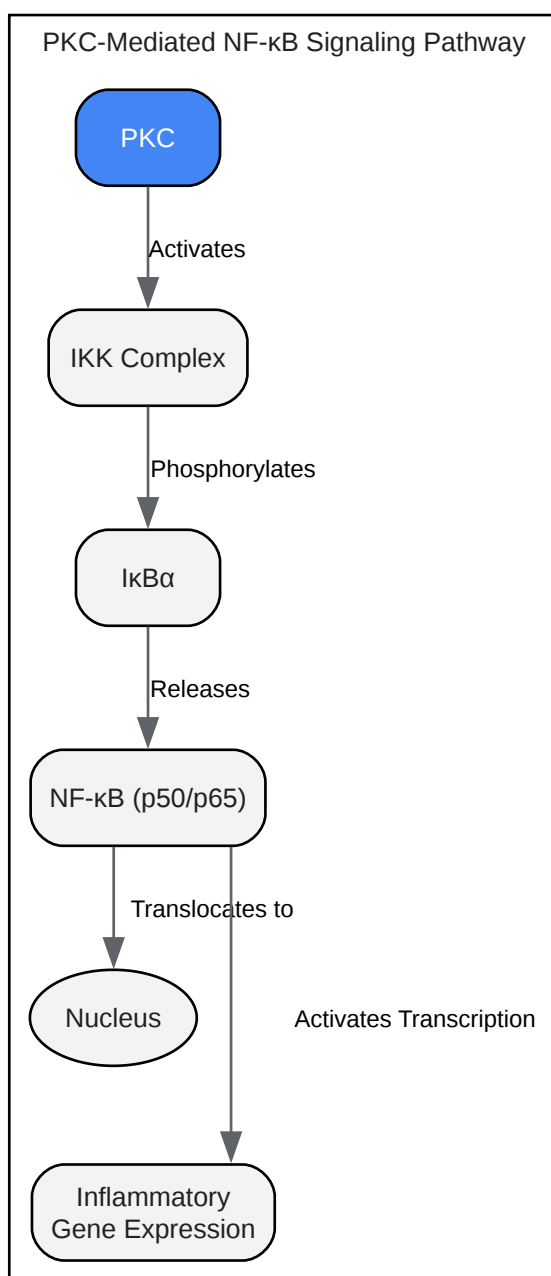 PKC-Mediated NF-κB Signaling Pathway
PKC
Activates
IKK Complex
Phosphorylates
IκBα
Releases
NF-κB (p50/p65)
Translocates to
Nucleus
Activates Transcription
Inflammatory
Gene Expression